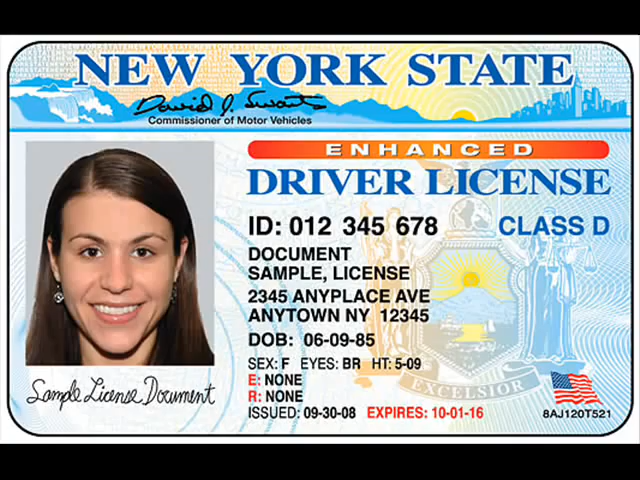 NEW YORK STATE
David J. Swarts
Commissioner of Motor Vehicles
ENHANCED
DRIVER LICENSE
ID: 012 345 678 CLASS D
DOCUMENT
SAMPLE, LICENSE
2345 ANYPLACE AVE
ANYTOWN NY 12345
DOB: 06-09-85
SEX: F EYES: BR HT: 5-09
E: NONE
R: NONE
ISSUED: 09-30-08 EXPIRES: 10-01-16
EXCELSIOR
8AJ120T521
Sample License Document